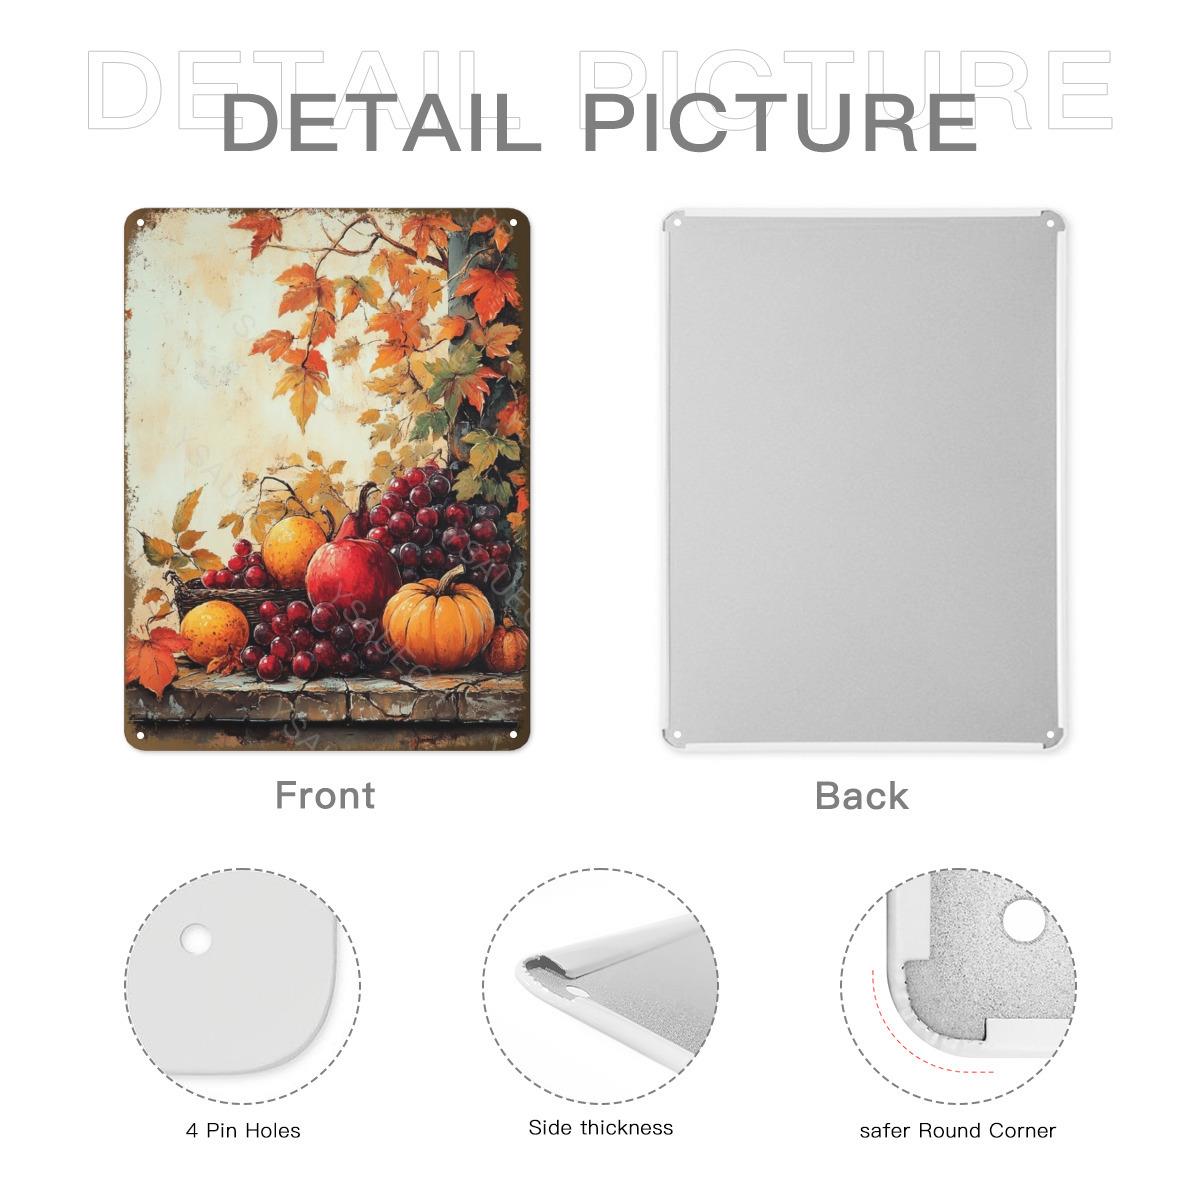 DETAIL PICTURE
DETAIL PICTURE
Front
Back
4 Pin Holes
Side thickness
safer Round Corner